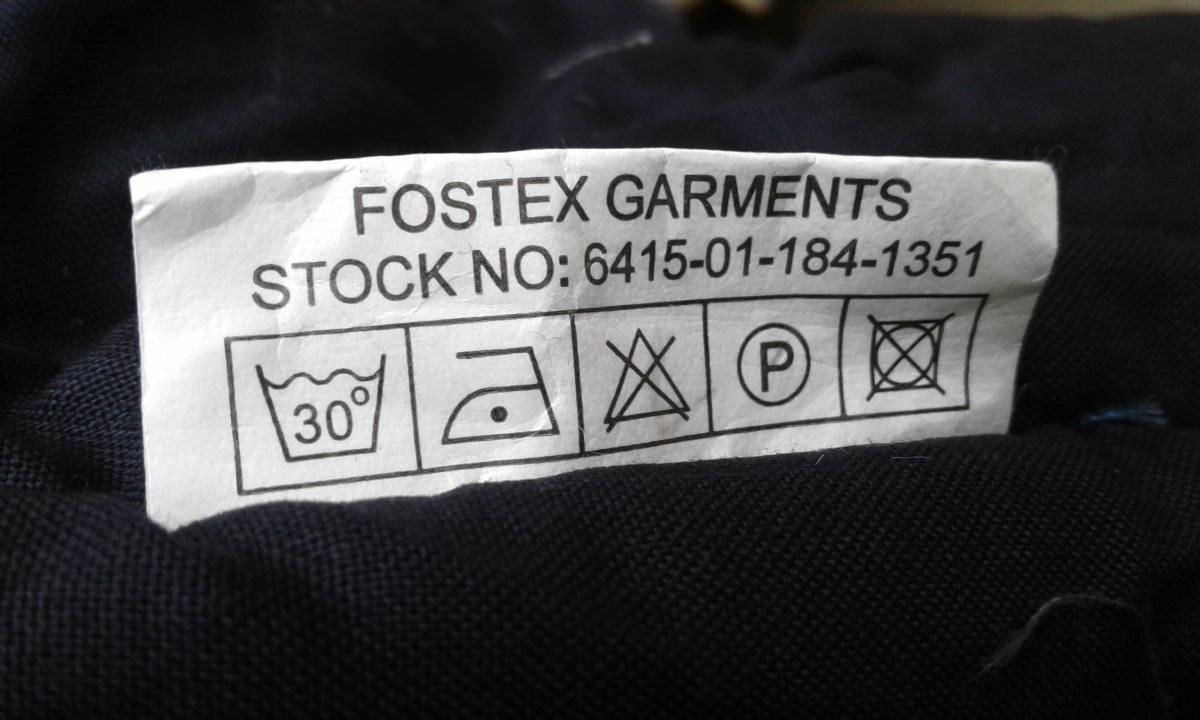 FOSTEX GARMENTS
STOCK NO: 6415-01-184-1351
30°
P